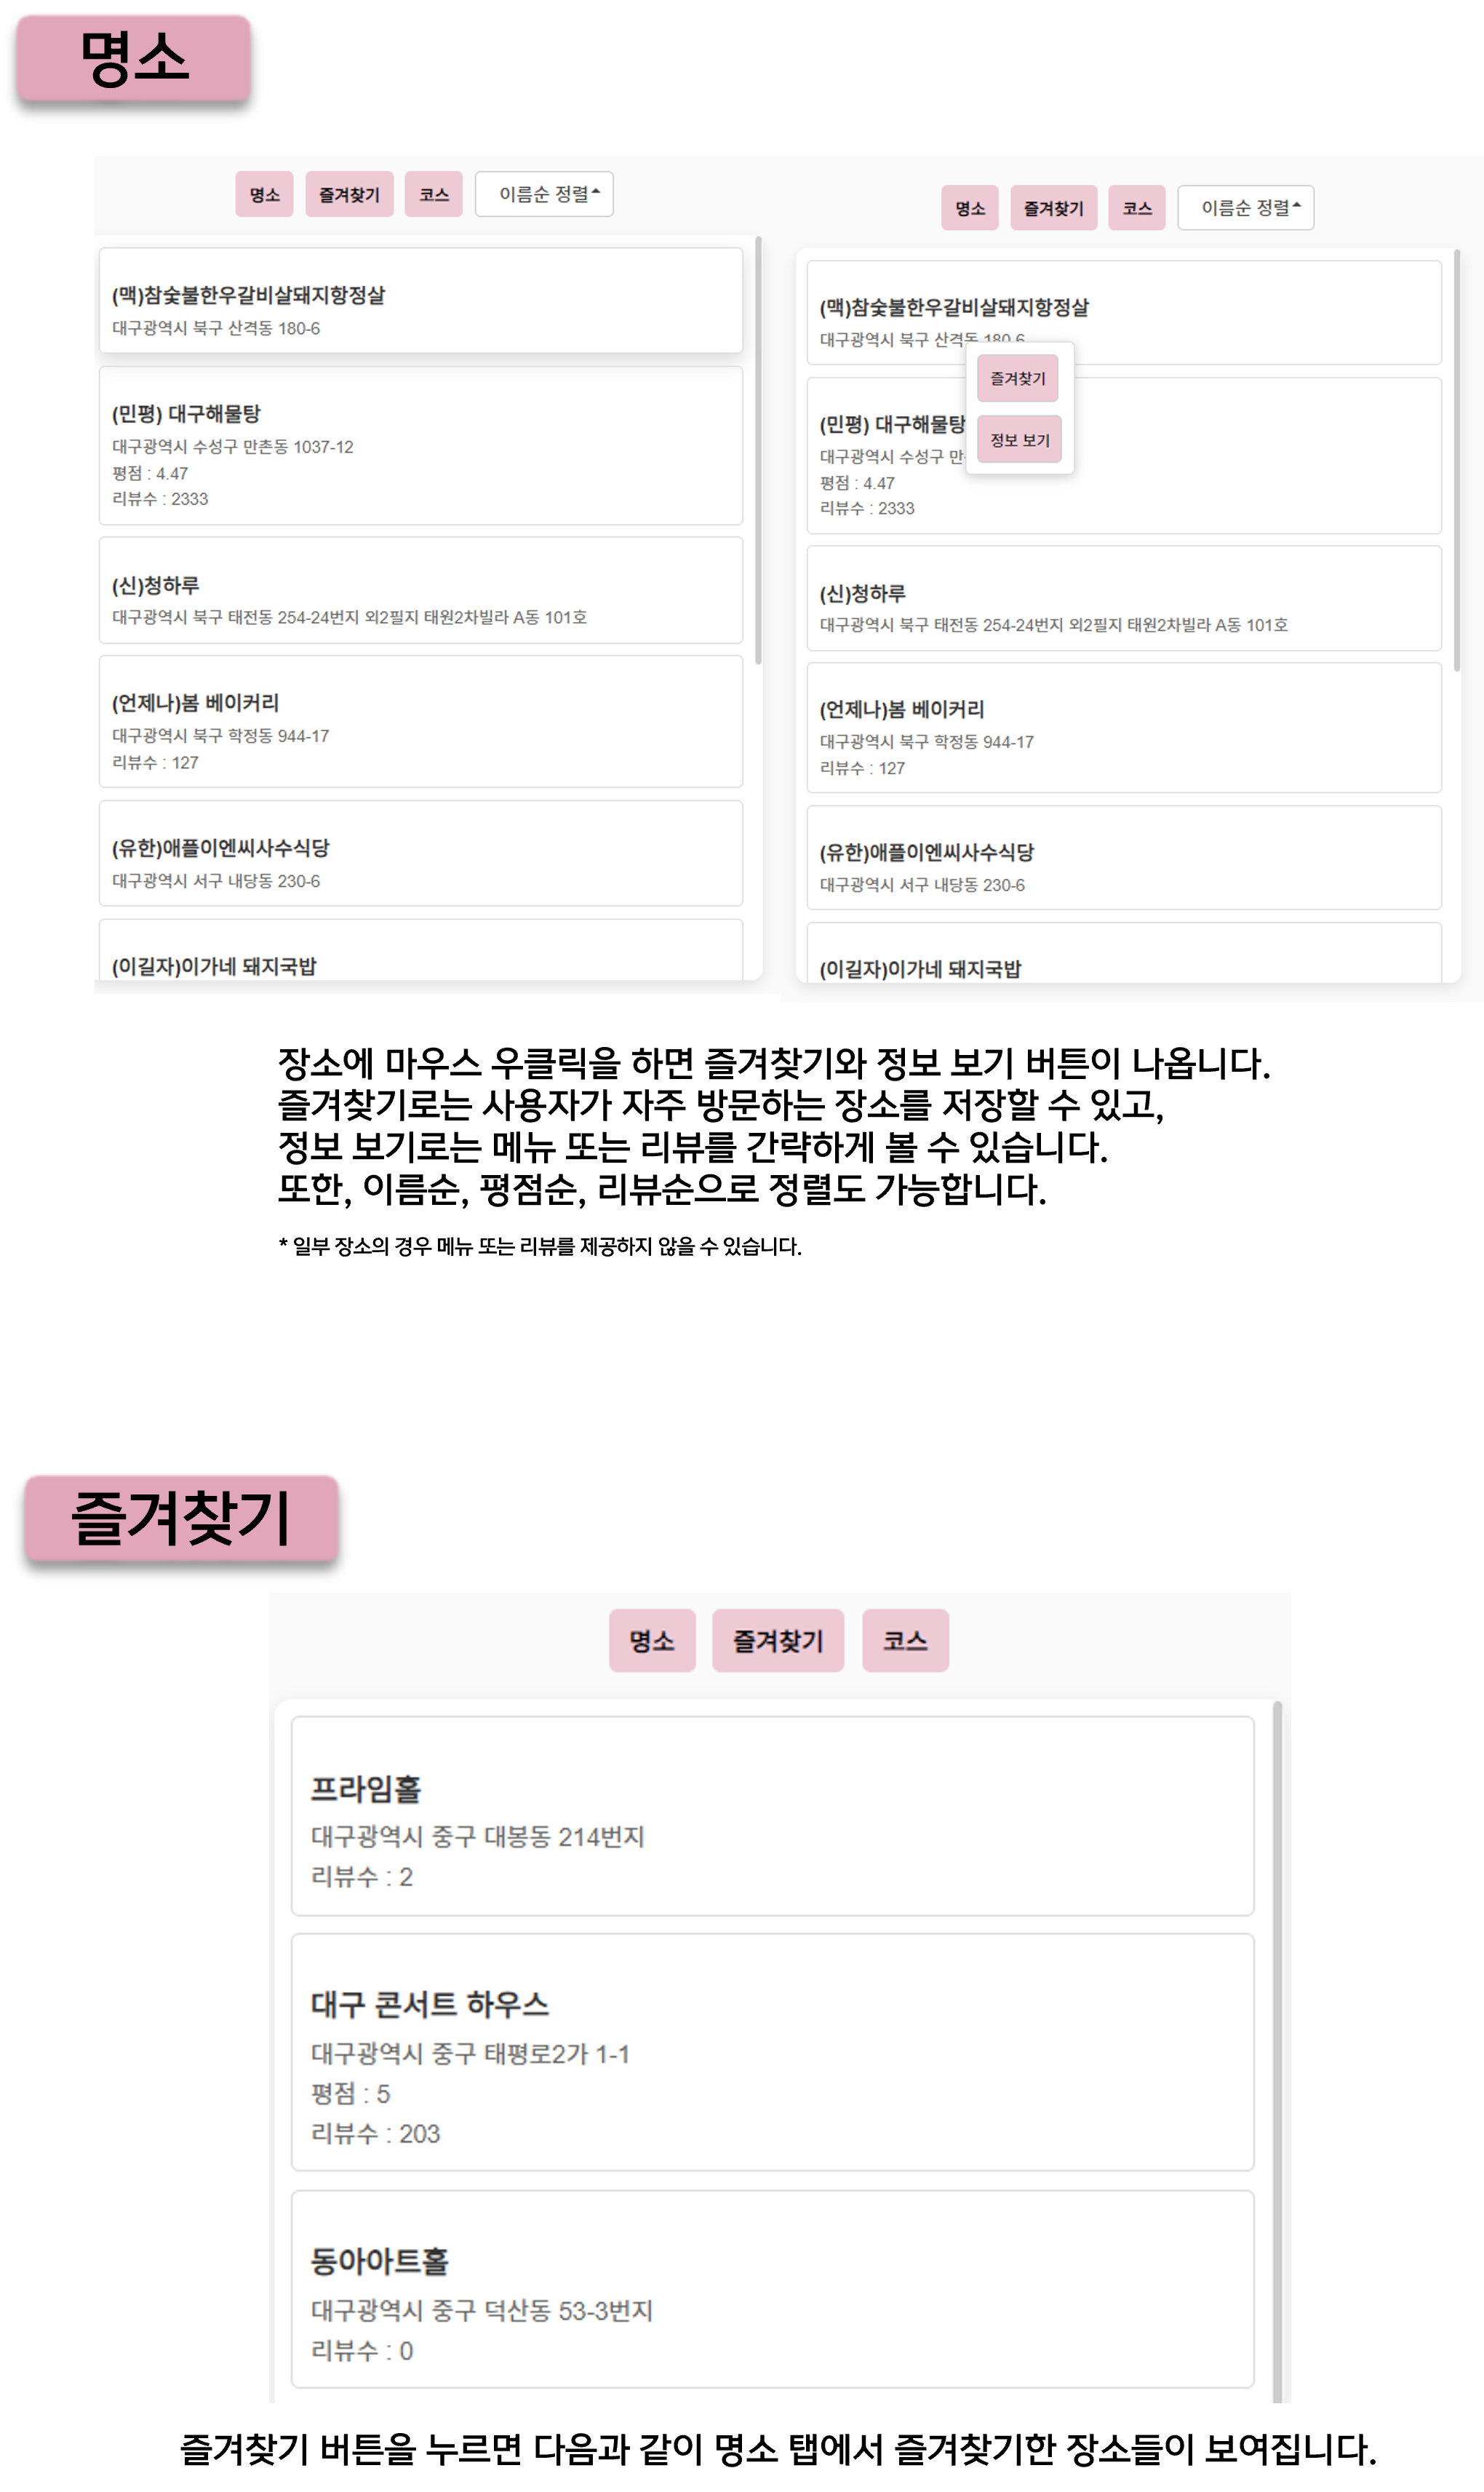 명소
명소 즐겨찾기 코스 이름순 정렬
(맥)참숯불한우갈비살돼지항정살
대구광역시 북구 산격동 180-6
(민평) 대구해물탕
대구광역시 수성구 만촌동 1037-12
평점 : 4.47
리뷰수 : 2333
(신)청하루
대구광역시 북구 태전동 254-24번지 외2필지 태원2차빌라 A동 101호
(언제나)봄 베이커리
대구광역시 북구 학정동 944-17
리뷰수 : 127
(유한)애플이엔씨사수식당
대구광역시 서구 내당동 230-6
(이길자)이가네 돼지국밥
명소 즐겨찾기 코스 이름순 정렬
(맥)참숯불한우갈비살돼지항정살
대구광역시 북구 산격동 180-6
즐겨찾기
정보 보기
(민평) 대구해물탕
대구광역시 수성구 만
평점 : 4.47
리뷰수 : 2333
(신)청하루
대구광역시 북구 태전동 254-24번지 외2필지 태원2차빌라 A동 101호
(언제나)봄 베이커리
대구광역시 북구 학정동 944-17
리뷰수 : 127
(유한)애플이엔씨사수식당
대구광역시 서구 내당동 230-6
(이길자)이가네 돼지국밥
장소에 마우스 우클릭을 하면 즐겨찾기와 정보 보기 버튼이 나옵니다.
즐겨찾기로는 사용자가 자주 방문하는 장소를 저장할 수 있고,
정보 보기로는 메뉴 또는 리뷰를 간략하게 볼 수 있습니다.
또한, 이름순, 평점순, 리뷰순으로 정렬도 가능합니다.
* 일부 장소의 경우 메뉴 또는 리뷰를 제공하지 않을 수 있습니다.
즐겨찾기
명소 즐겨찾기 코스
프라임홀
대구광역시 중구 대봉동 214번지
리뷰수 : 2
대구 콘서트 하우스
대구광역시 중구 태평로2가 1-1
평점 : 5
리뷰수 : 203
동아아트홀
대구광역시 중구 덕산동 53-3번지
리뷰수 : 0
즐겨찾기 버튼을 누르면 다음과 같이 명소 탭에서 즐겨찾기한 장소들이 보여집니다.